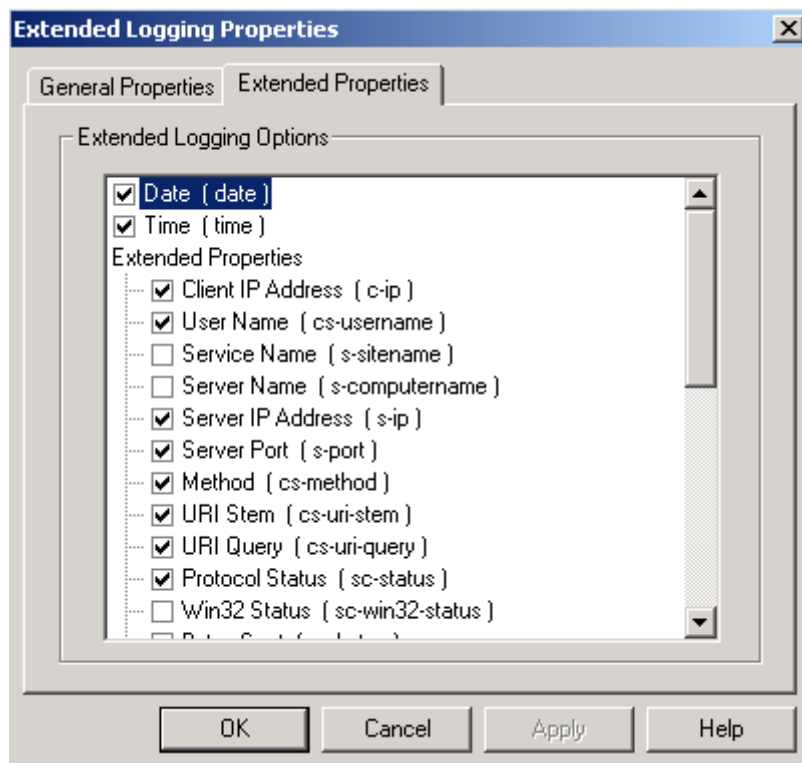 Extended Logging Properties
General Properties Extended Properties
Extended Logging Options
Date ( date )
Time ( time )
Extended Properties
Client IP Address ( c-ip )
User Name ( cs-username )
Service Name ( s-sitename )
Server Name ( s-computername )
Server IP Address ( s-ip )
Server Port ( s-port )
Method ( cs-method )
URI Stem ( cs-uri-stem )
URI Query ( cs-uri-query )
Protocol Status ( sc-status )
Win32 Status ( sc-win32-status )
OK Cancel Apply Help